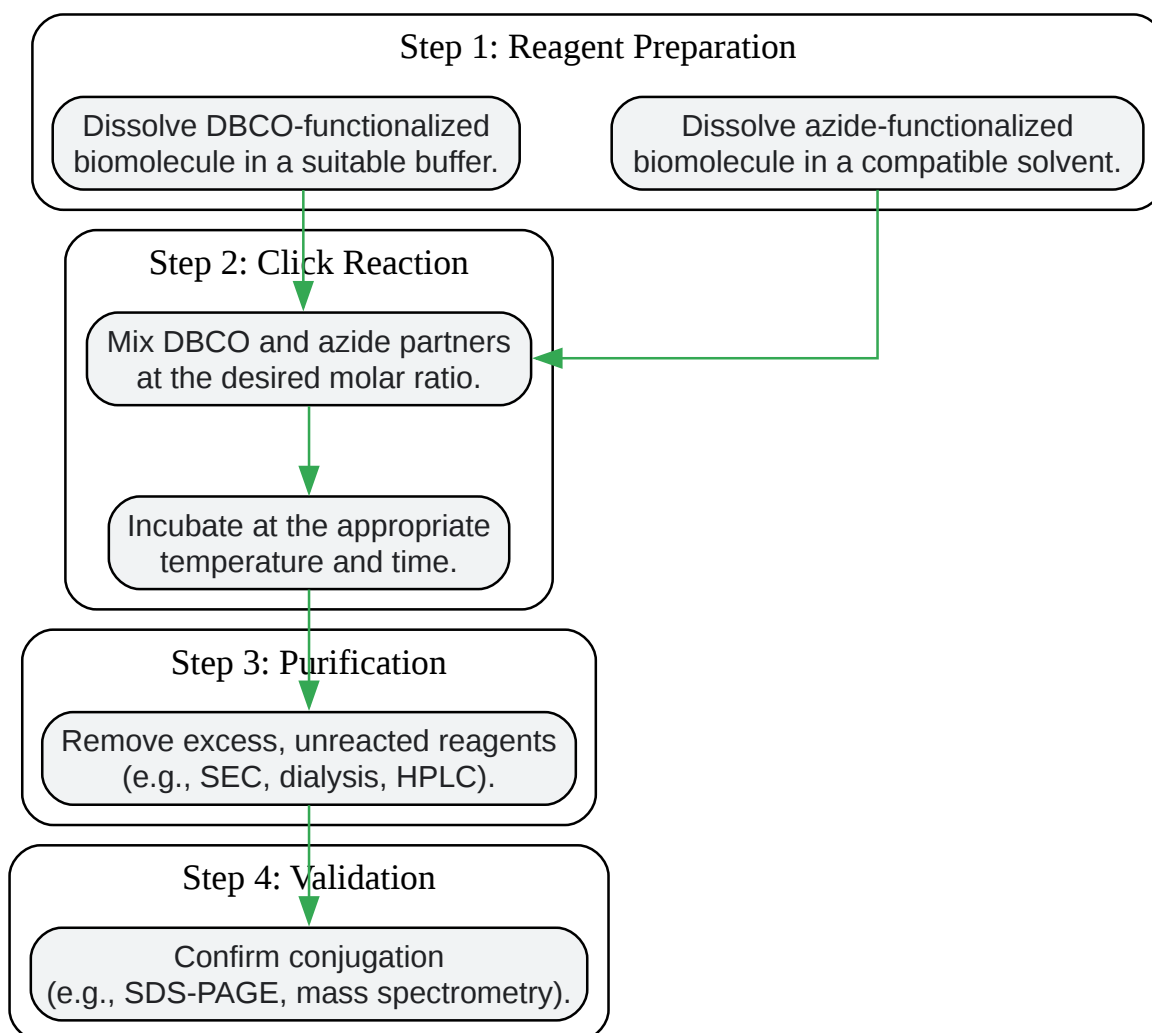 Step 1: Reagent Preparation
Dissolve DBCO-functionalized
biomolecule in a suitable buffer.
Dissolve azide-functionalized
biomolecule in a compatible solvent.
Step 2: Click Reaction
Mix DBCO and azide partners
at the desired molar ratio.
Incubate at the appropriate
temperature and time.
Step 3: Purification
Remove excess, unreacted reagents
(e.g., SEC, dialysis, HPLC).
Step 4: Validation
Confirm conjugation
(e.g., SDS-PAGE, mass spectrometry).